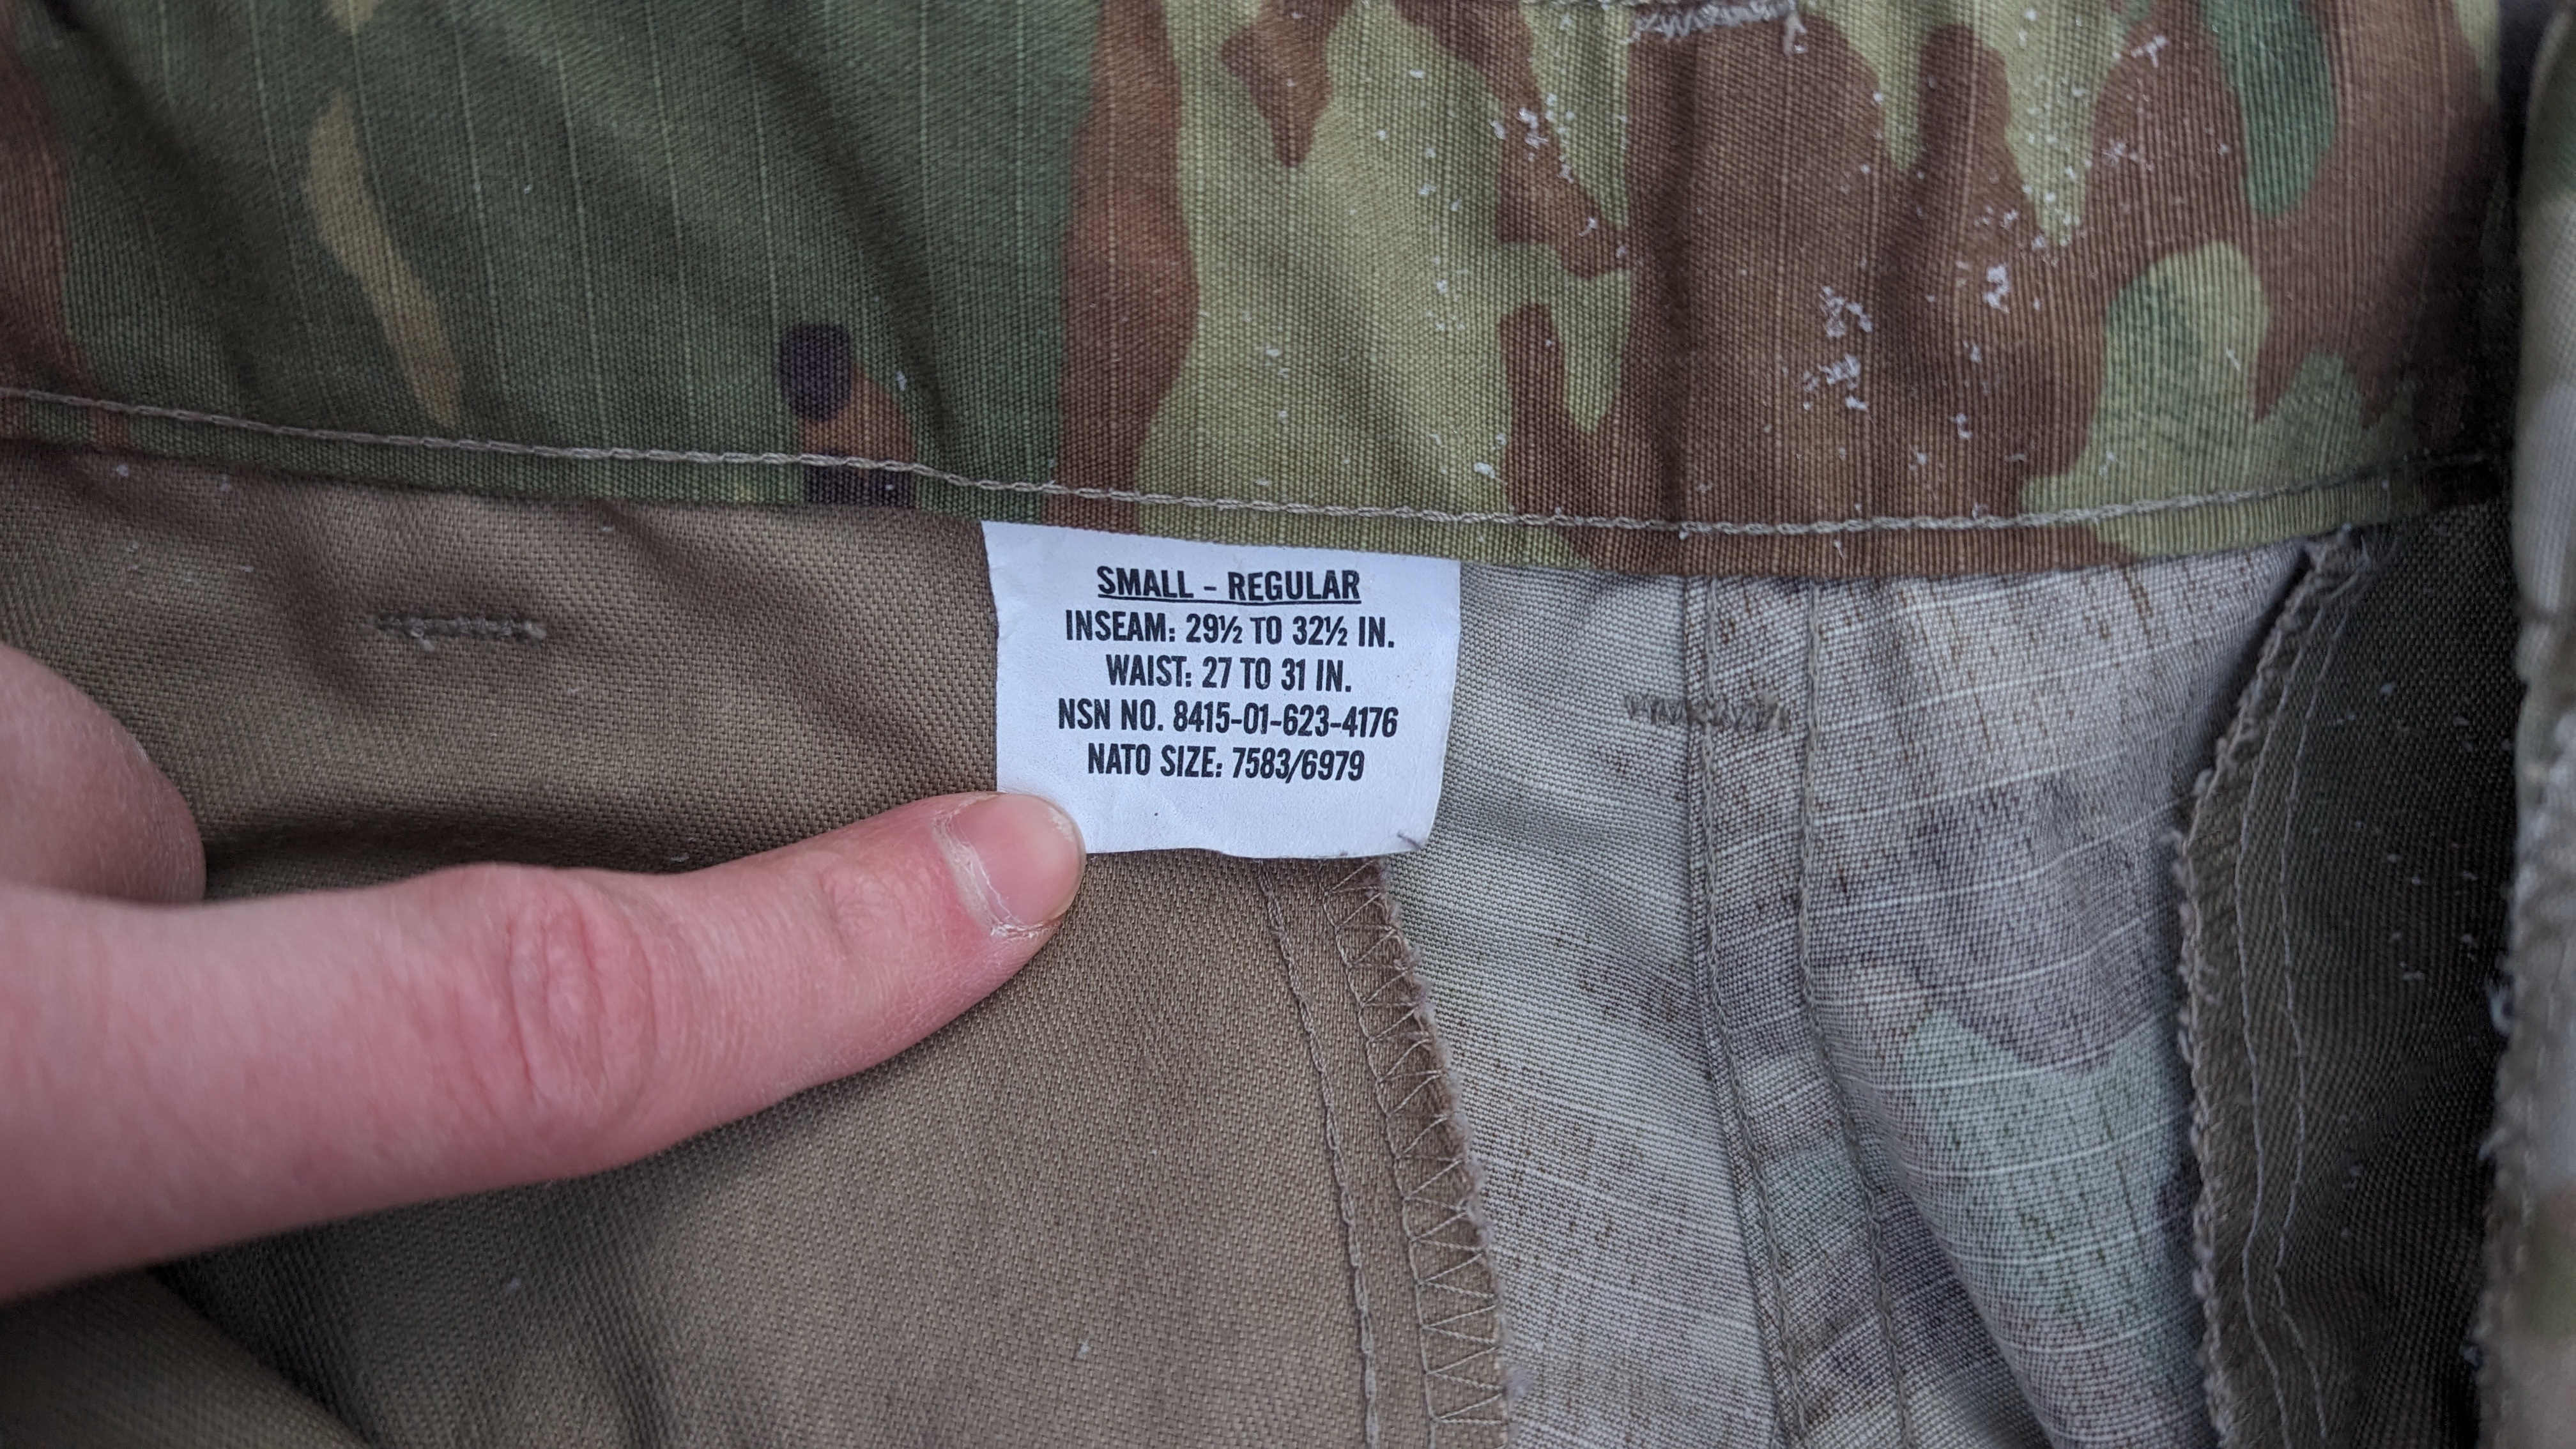 SMALL - REGULAR
INSEAM: 29½ TO 32½ IN.
WAIST: 27 TO 31 IN.
NSN NO. 8415-01-623-4176
NATO SIZE: 7583/6979